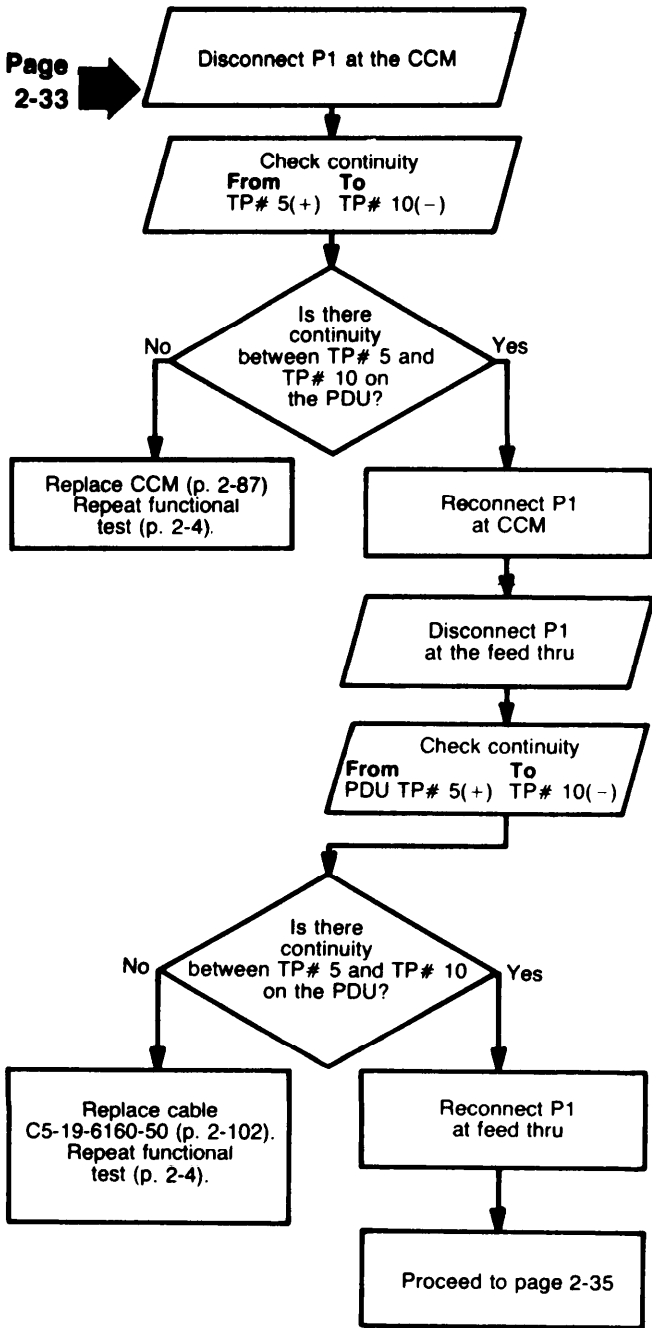 Page
2-33
Disconnect P1 at the CCM
Check continuity
From To
TP# 5(+) TP# 10(−)
Is there
continuity
between TP# 5 and
TP# 10 on
the PDU?
No
Yes
Replace CCM (p. 2-87)
Repeat functional
test (p. 2-4).
Reconnect P1
at CCM
Disconnect P1
at the feed thru
Check continuity
From To
PDU TP# 5(+) TP# 10(−)
Is there
continuity
between TP# 5 and TP# 10
on the PDU?
No
Yes
Replace cable
C5-19-6160-50 (p. 2-102).
Repeat functional
test (p. 2-4).
Reconnect P1
at feed thru
Proceed to page 2-35